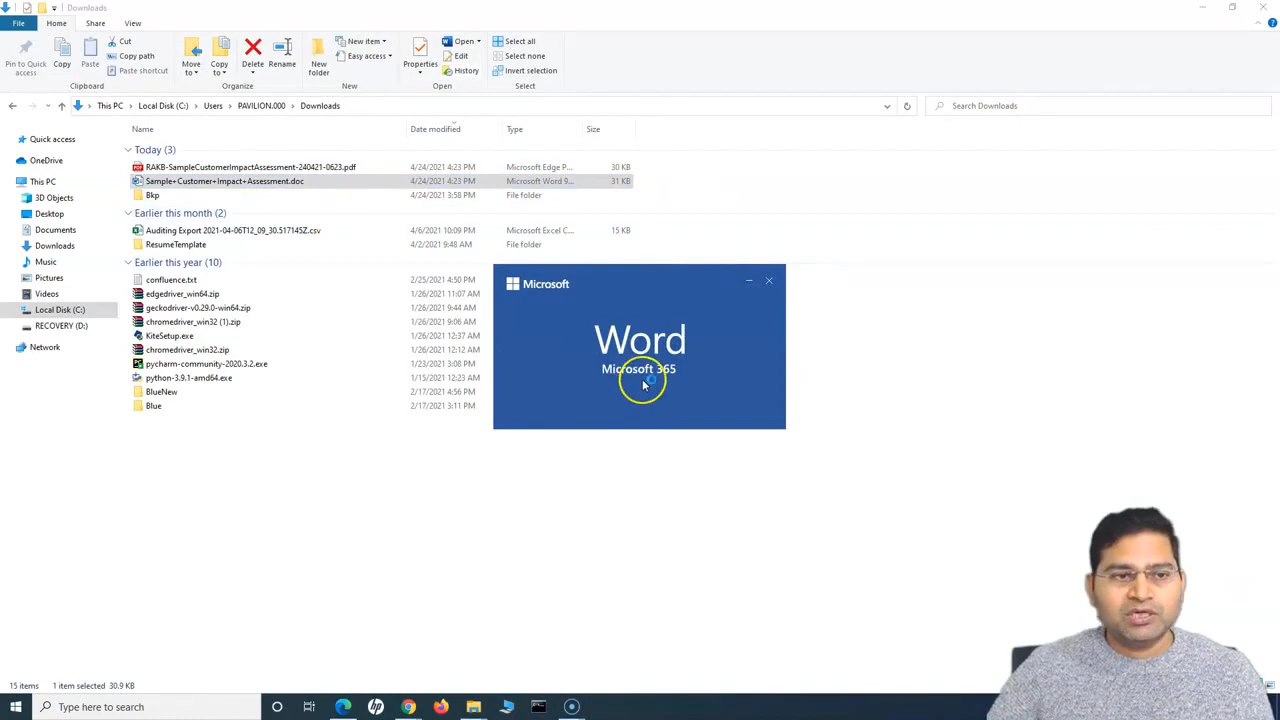 Downloads
File Home Share View
Pin to Quick access
Copy
Paste
Cut
Copy path
Paste shortcut
Clipboard
Move to
Copy to
Delete
Rename
Organize
New folder
New item
Easy access
New
Properties
Open
Edit
History
Open
Select all
Select none
Invert selection
Select
This PC Local Disk (C:) Users PAVILION.000 Downloads
Search Downloads
Quick access
OneDrive
This PC
3D Objects
Desktop
Documents
Downloads
Music
Pictures
Videos
Local Disk (C:)
RECOVERY (D:)
Network
Name Date modified Type Size
Today (3)
RAKB-SampleCustomerImpactAssessment-240421-0623.pdf 4/24/2021 4:23 PM Microsoft Edge P... 30 KB
Sample+Customer+Impact+Assessment.doc 4/24/2021 4:23 PM Microsoft Word 9... 31 KB
Bkp 4/24/2021 3:58 PM File folder
Earlier this month (2)
Auditing Export 2021-04-06T12_09_30.517145Z.csv 4/6/2021 10:09 PM Microsoft Excel C... 15 KB
ResumeTemplate 4/2/2021 9:48 AM File folder
Earlier this year (10)
confluence.txt 2/25/2021 4:50 PM
edgedriver_win64.zip 1/26/2021 11:07 AM
geckodriver-v0.29.0-win64.zip 1/26/2021 9:44 AM
chromedriver_win32 (1).zip 1/26/2021 9:06 AM
KiteSetup.exe 1/26/2021 12:37 AM
chromedriver_win32.zip 1/26/2021 12:12 AM
pycharm-community-2020.3.2.exe 1/23/2021 3:08 PM
python-3.9.1-amd64.exe 1/15/2021 12:23 AM
BlueNew 2/17/2021 4:56 PM
Blue 2/17/2021 3:11 PM
Microsoft
Word
Microsoft 365
15 items 1 item selected 30.9 KB
Type here to search